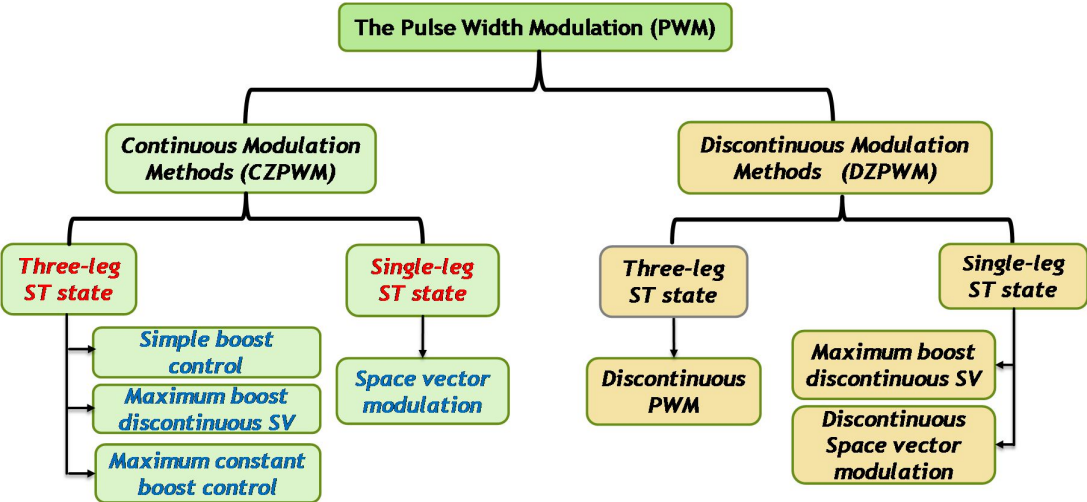 The Pulse Width Modulation (PWM)
Continuous Modulation
Methods (CZPWM)
Discontinuous Modulation
Methods (DZPWM)
Three-leg
ST state
Single-leg
ST state
Three-leg
ST state
Single-leg
ST state
Simple boost
control
Maximum boost
discontinuous SV
Maximum constant
boost control
Space vector
modulation
Discontinuous
PWM
Maximum boost
discontinuous SV
Discontinuous
Space vector
modulation